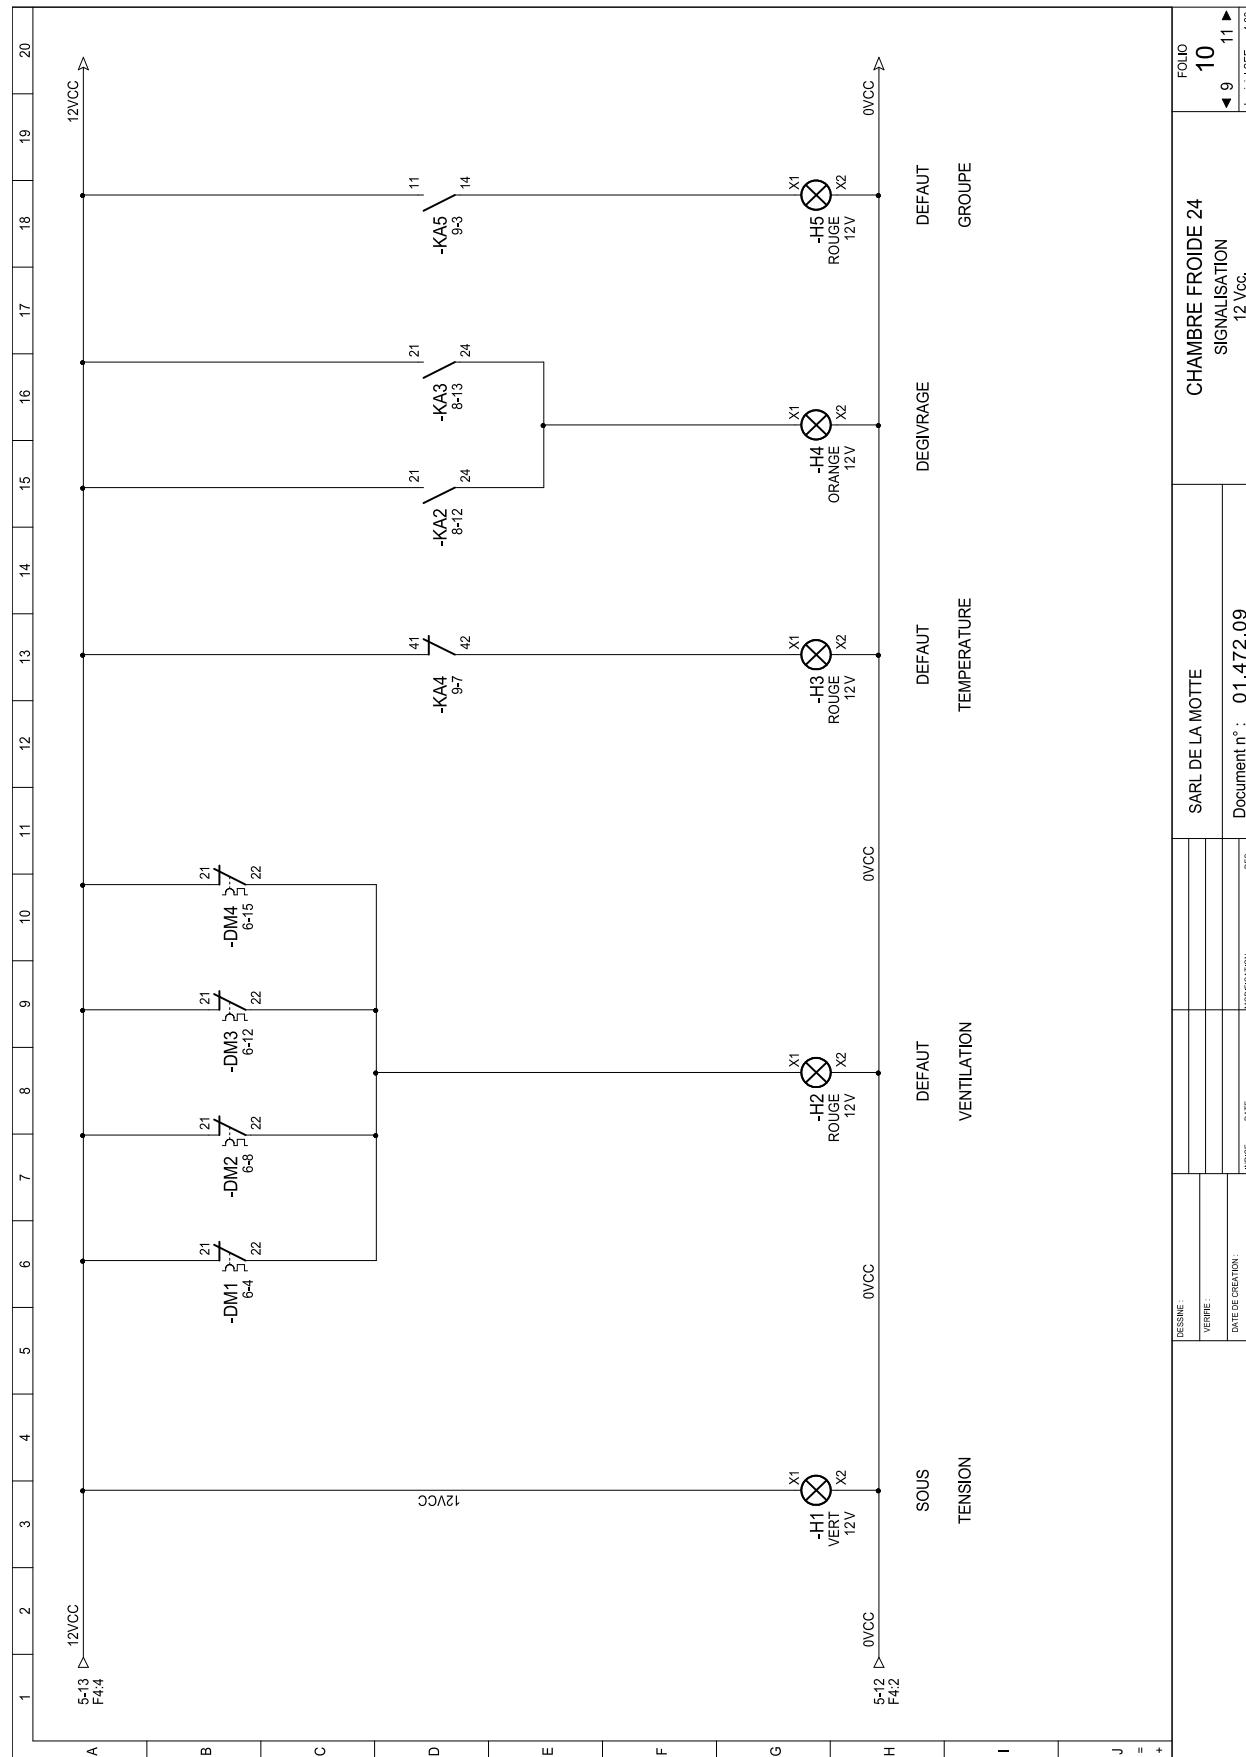 1 2 3 4 5 6 7 8 9 10 11 12 13 14 15 16 17 18 19 20
A
B
C
D
E
F
G
H
I
J
=
+
5-13
F4:4
12VCC
12VCC
12VCC
-DM1
6-4
21
22
-DM2
6-8
21
22
-DM3
6-12
21
22
-DM4
6-15
21
22
-KA4
9-7
41
42
-KA2
8-12
21
24
-KA3
8-13
21
24
-KA5
9-3
11
14
-H1
VERT
12V
X1
X2
-H2
ROUGE
12V
X1
X2
-H3
ROUGE
12V
X1
X2
-H4
ORANGE
12V
X1
X2
-H5
ROUGE
12V
X1
X2
5-12
F4:2
0VCC
0VCC
0VCC
0VCC
SOUS
TENSION
DEFAUT
VENTILATION
DEFAUT
TEMPERATURE
DEGIVRAGE
DEFAUT
GROUPE
DESSINE :
VERIFIE :
DATE DE CREATION :
SARL DE LA MOTTE
Document n° : 01.472.09
CHAMBRE FROIDE 24
SIGNALISATION
12 Vcc.
FOLIO
10
◄ 9 11 ►